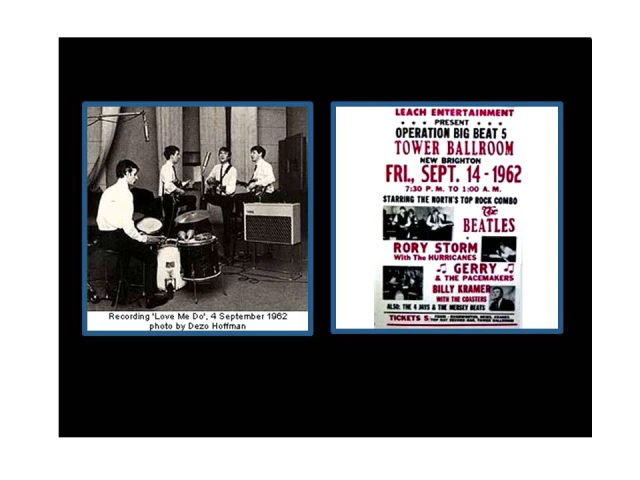 Recording 'Love Me Do', 4 September 1962
photo by Dezo Hoffman
LEACH ENTERTAINMENT
• • • PRESENT • • •
OPERATION BIG BEAT 5
TOWER BALLROOM
NEW BRIGHTON
FRI., SEPT. 14 - 1962
7:30 P. M. TO 1:00 A. M.
STARRING THE NORTH'S TOP ROCK COMBO
The
BEATLES
RORY STORM
With The HURRICANES
GERRY
& THE PACEMAKERS
BILLY KRAMER
WITH THE COASTERS
ALSO: THE 4 JAYS & THE MERSEY BEATS
TICKETS 5